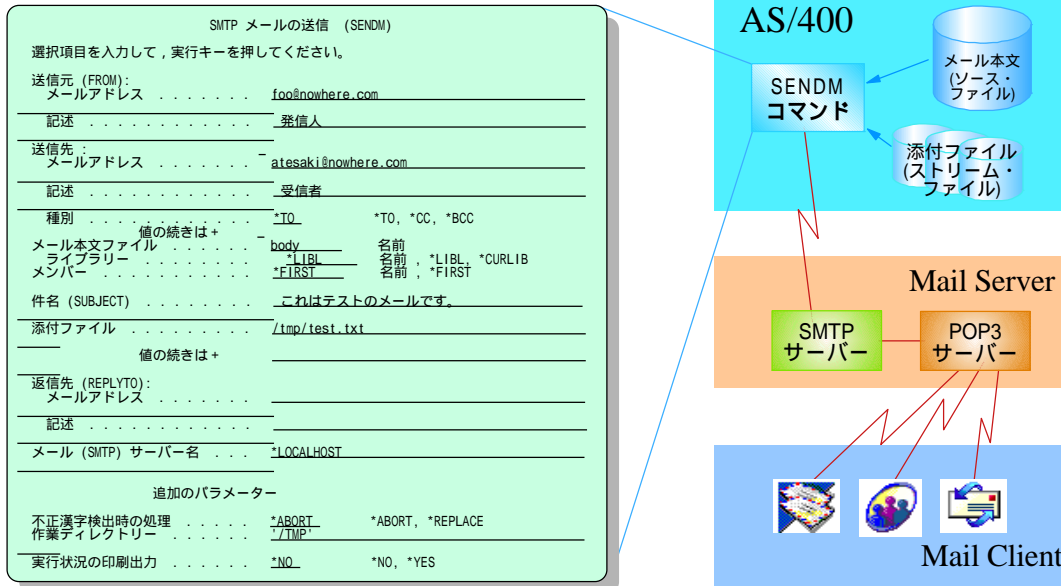 SMTP メールの送信 (SENDM)
選択項目を入力して , 実行キーを押してください。
送信元 (FROM):
メールアドレス . . . . . . . foo@nowhere.com
記述 . . . . . . . . . . . . 発信人
送信先 :
メールアドレス . . . . . . . atesaki@nowhere.com
記述 . . . . . . . . . . . . 受信者
種別 . . . . . . . . . . . . *TO *TO, *CC, *BCC
値の続きは +
メール本文ファイル . . . . . . body 名前
ライブラリー . . . . . . . . *LIBL 名前 , *LIBL, *CURLIB
メンバー . . . . . . . . . . . *FIRST 名前 , *FIRST
件名 (SUBJECT) . . . . . . . . これはテストのメールです。
添付ファイル . . . . . . . . . /tmp/test.txt
値の続きは +
返信先 (REPLYTO):
メールアドレス . . . . . . .
記述 . . . . . . . . . . . .
メール (SMTP) サーバー名 . . . *LOCALHOST
追加のパラメーター
不正漢字検出時の処理 . . . . . *ABORT *ABORT, *REPLACE
作業ディレクトリー . . . . . . '/TMP'
実行状況の印刷出力 . . . . . . *NO *NO, *YES
AS/400
SENDM
コマンド
メール本文
(ソース・
ファイル)
添付ファイル
(ストリーム・
ファイル)
Mail Server
SMTP
サーバー
POP3
サーバー
Mail Client